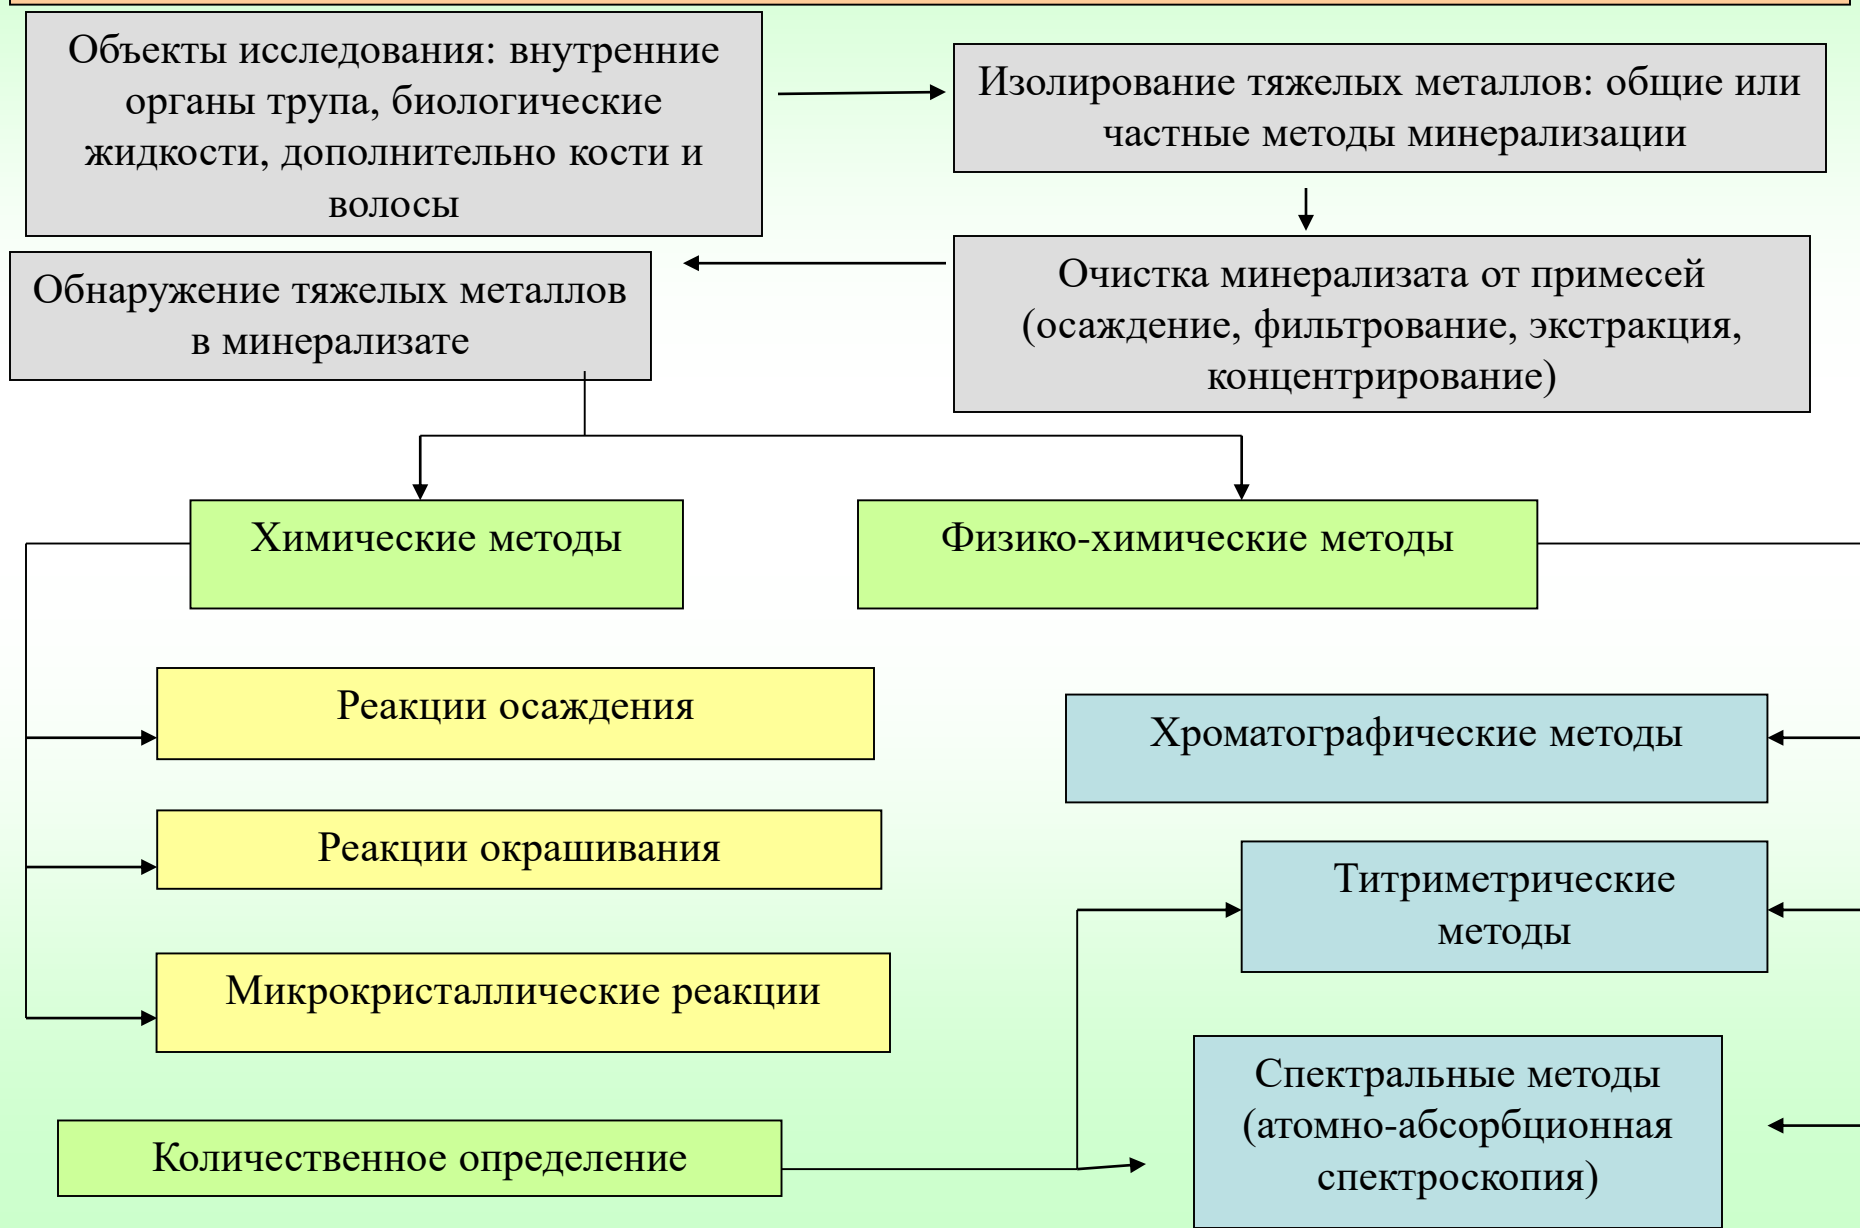 Объекты исследования: внутренние
органы трупа, биологические
жидкости, дополнительно кости и
волосы
Изолирование тяжелых металлов: общие или
частные методы минерализации
Очистка минерализата от примесей
(осаждение, фильтрование, экстракция,
концентрирование)
Обнаружение тяжелых металлов
в минерализате
Химические методы
Физико-химические методы
Реакции осаждения
Реакции окрашивания
Микрокристаллические реакции
Хроматографические методы
Титриметрические
методы
Спектральные методы
(атомно-абсорбционная
спектроскопия)
Количественное определение